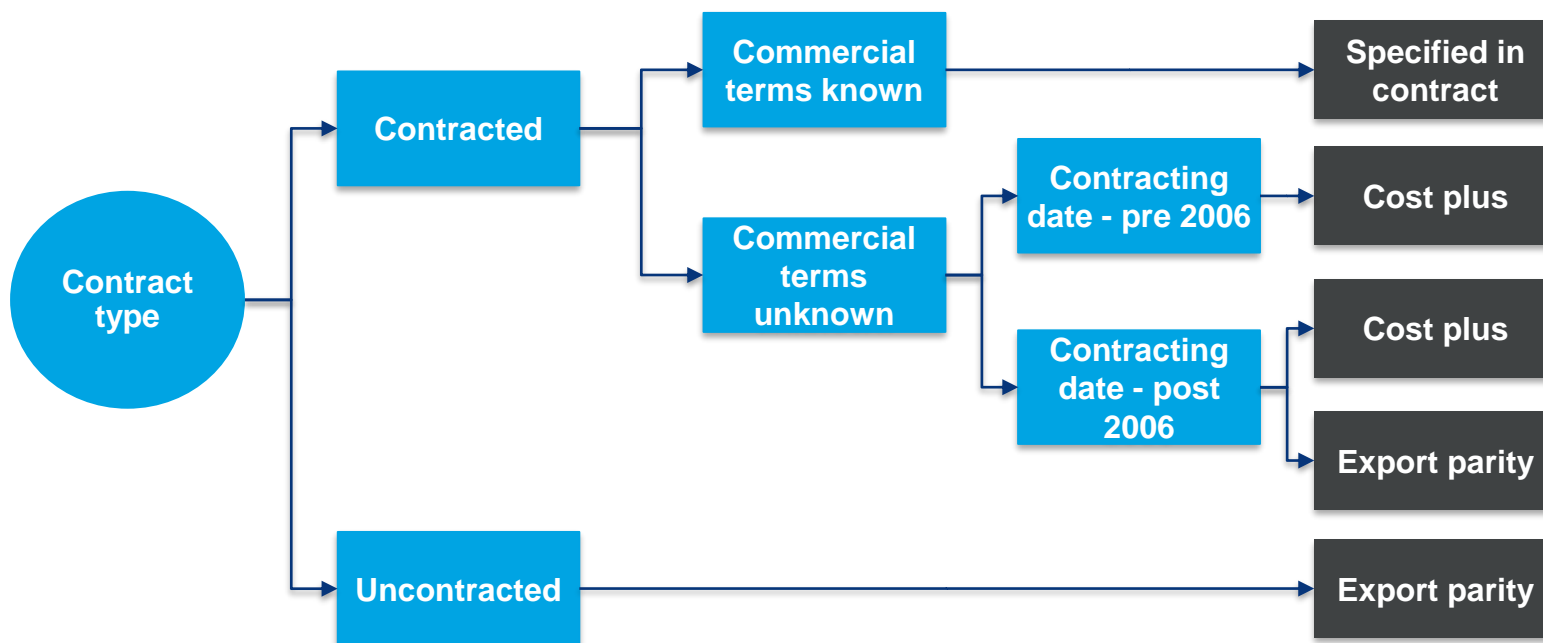 Contract
type
Contracted
Uncontracted
Commercial
terms known
Commercial
terms
unknown
Contracting
date - pre 2006
Contracting
date - post
2006
Specified in
contract
Cost plus
Cost plus
Export parity
Export parity